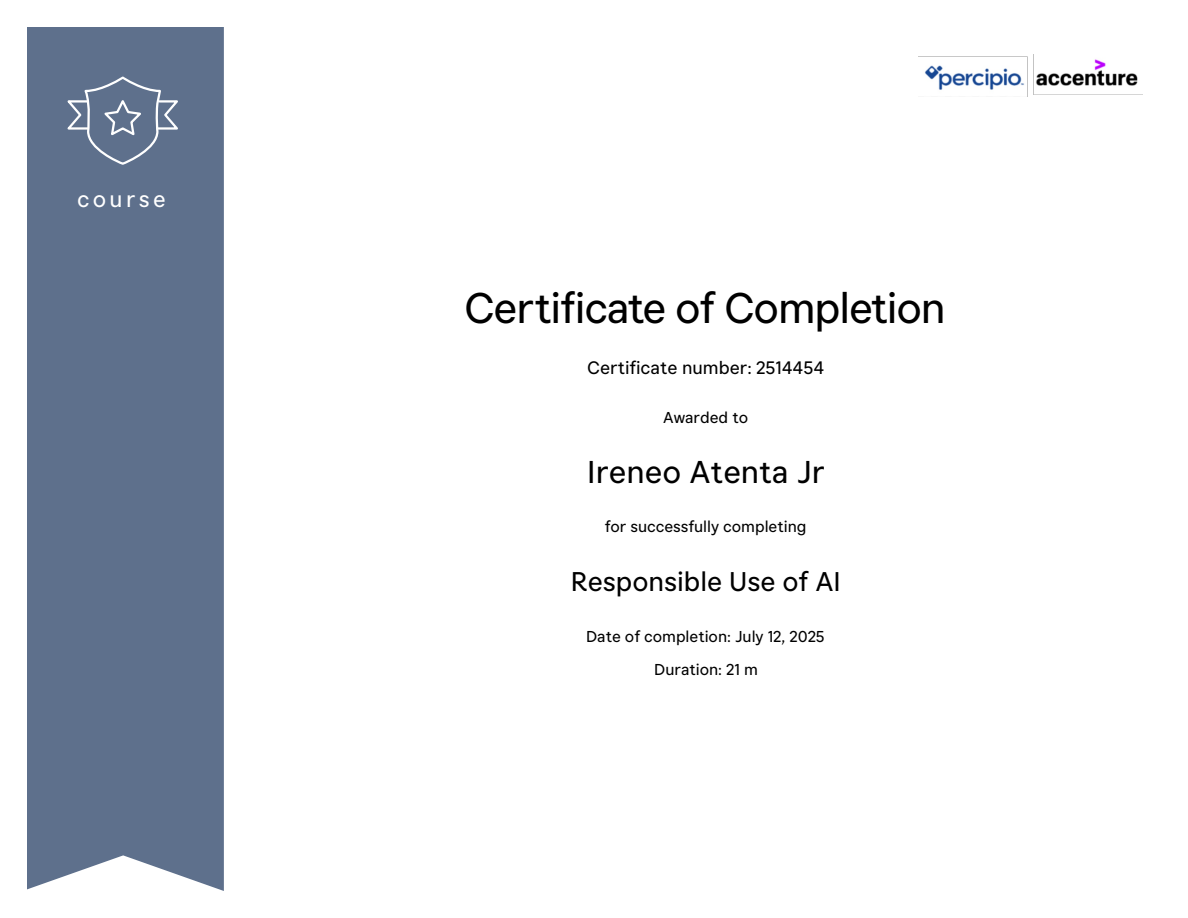 course
percipio.
accenture
Certificate of Completion
Certificate number: 2514454
Awarded to
Ireneo Atenta Jr
for successfully completing
Responsible Use of AI
Date of completion: July 12, 2025
Duration: 21 m